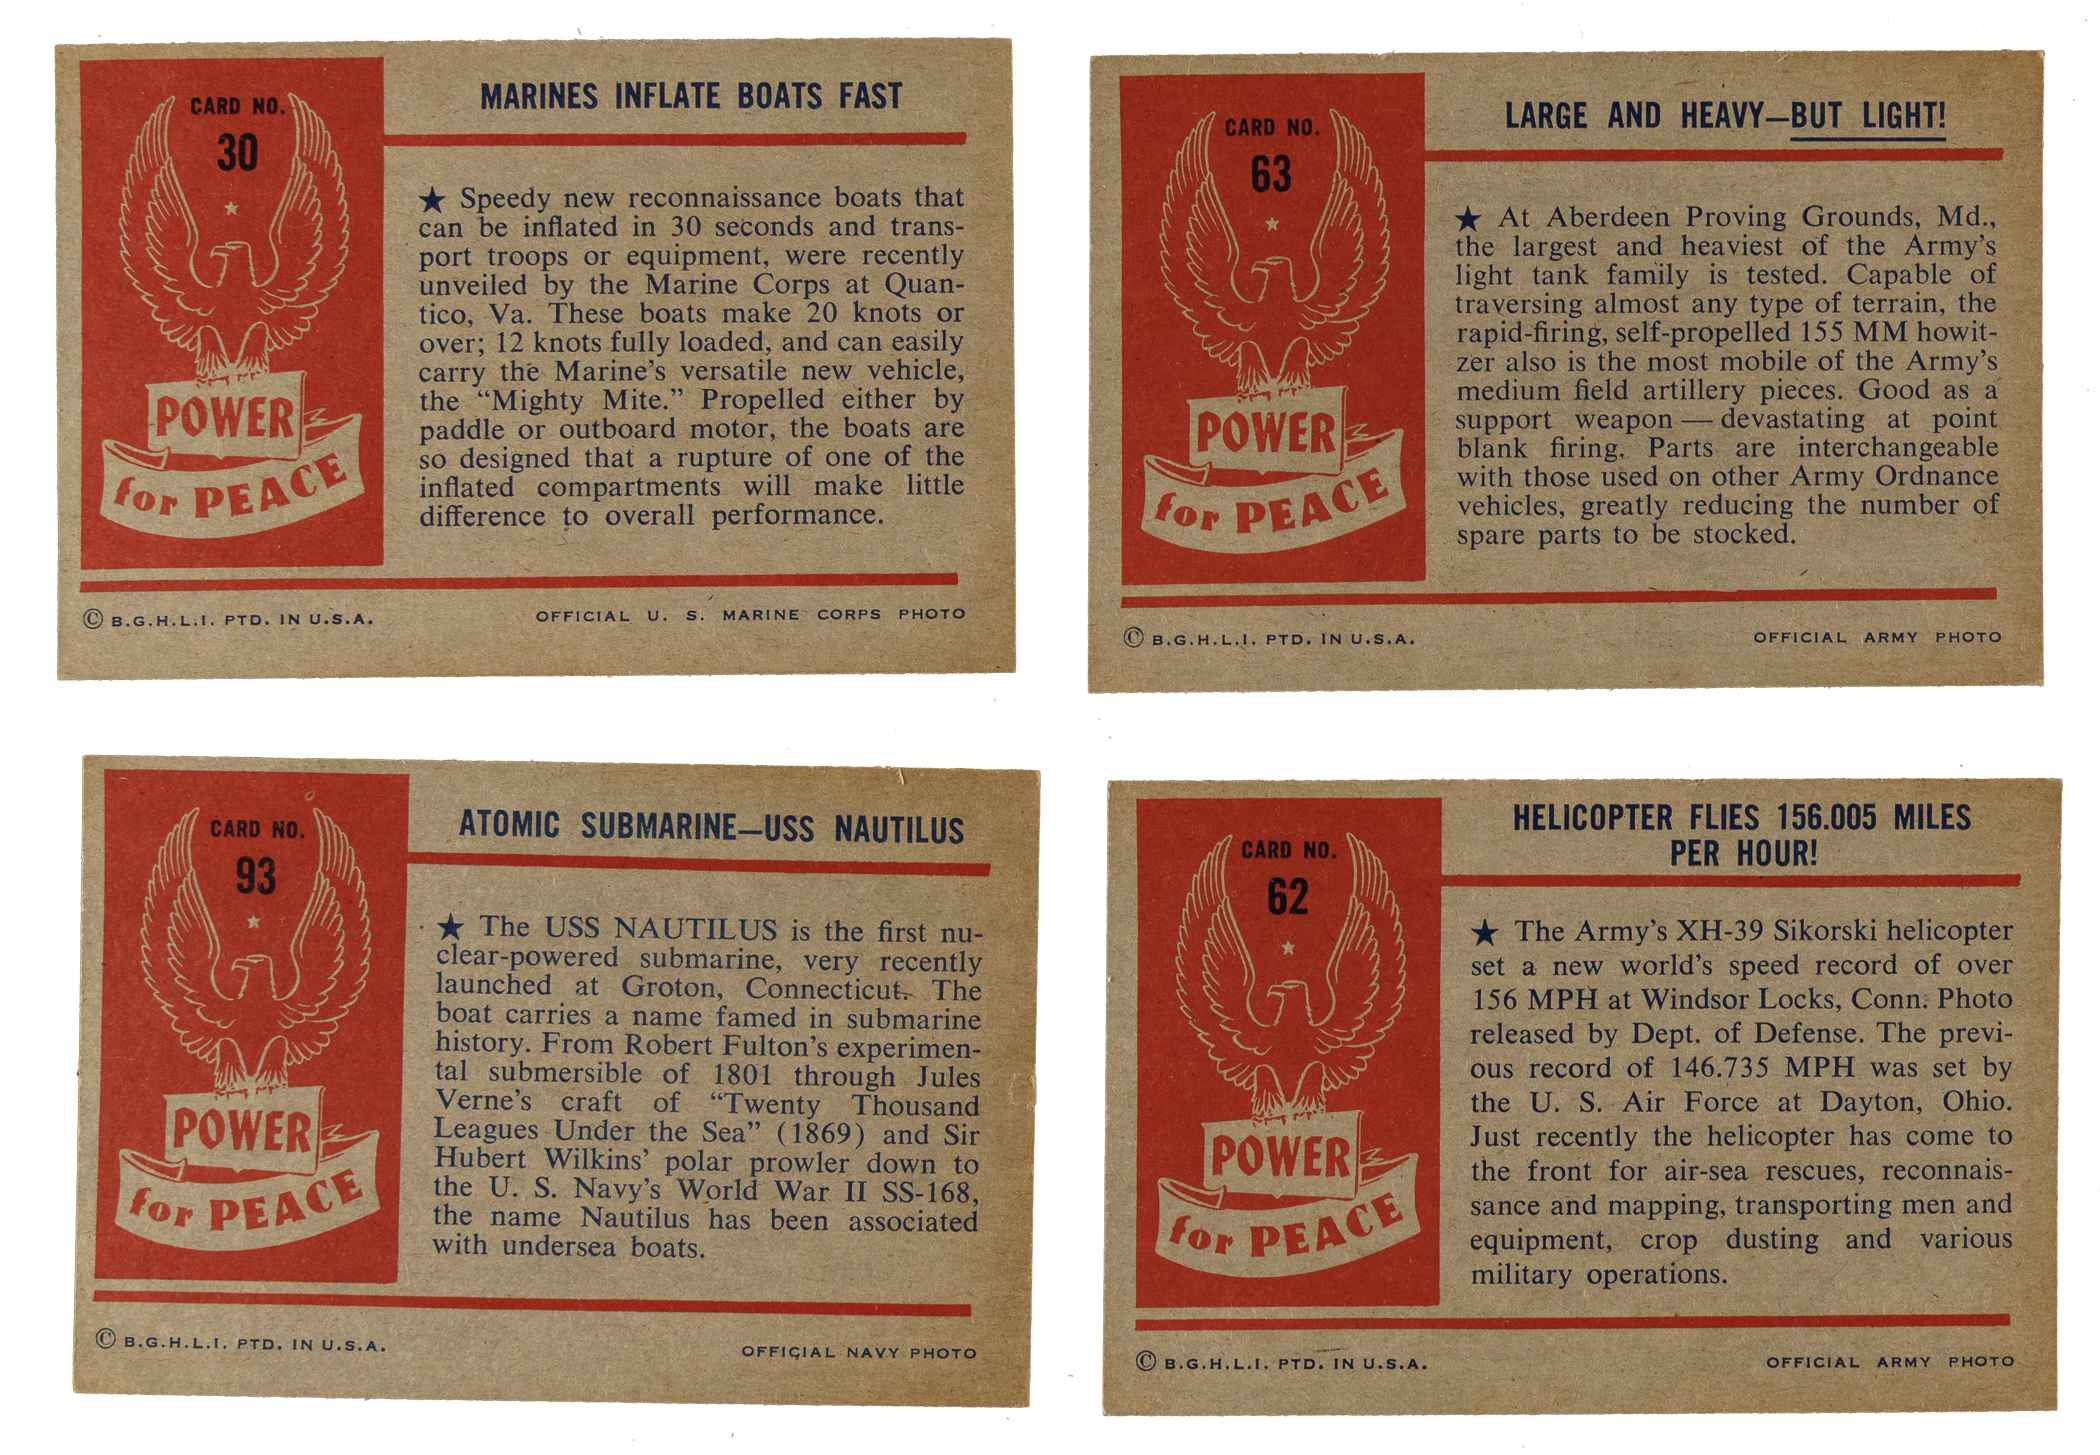 CARD NO.
30
POWER
for PEACE
MARINES INFLATE BOATS FAST
★ Speedy new reconnaissance boats that
can be inflated in 30 seconds and trans-
port troops or equipment, were recently
unveiled by the Marine Corps at Quan-
tico, Va. These boats make 20 knots or
over; 12 knots fully loaded, and can easily
carry the Marine's versatile new vehicle,
the “Mighty Mite.” Propelled either by
paddle or outboard motor, the boats are
so designed that a rupture of one of the
inflated compartments will make little
difference to overall performance.
© B.G.H.L.I. PTD. IN U.S.A.
OFFICIAL U. S. MARINE CORPS PHOTO
CARD NO.
63
POWER
for PEACE
LARGE AND HEAVY—BUT LIGHT!
★ At Aberdeen Proving Grounds, Md.,
the largest and heaviest of the Army's
light tank family is tested. Capable of
traversing almost any type of terrain, the
rapid-firing, self-propelled 155 MM howit-
zer also is the most mobile of the Army's
medium field artillery pieces. Good as a
support weapon — devastating at point
blank firing. Parts are interchangeable
with those used on other Army Ordnance
vehicles, greatly reducing the number of
spare parts to be stocked.
© B.G.H.L.I. PTD. IN U.S.A.
OFFICIAL ARMY PHOTO
CARD NO.
93
POWER
for PEACE
ATOMIC SUBMARINE—USS NAUTILUS
★ The USS NAUTILUS is the first nu-
clear-powered submarine, very recently
launched at Groton, Connecticut. The
boat carries a name famed in submarine
history. From Robert Fulton's experimen-
tal submersible of 1801 through Jules
Verne's craft of “Twenty Thousand
Leagues Under the Sea” (1869) and Sir
Hubert Wilkins' polar prowler down to
the U. S. Navy's World War II SS-168,
the name Nautilus has been associated
with undersea boats.
© B.G.H.L.I. PTD. IN U.S.A.
OFFICIAL NAVY PHOTO
CARD NO.
62
POWER
for PEACE
HELICOPTER FLIES 156.005 MILES
PER HOUR!
★ The Army's XH-39 Sikorski helicopter
set a new world's speed record of over
156 MPH at Windsor Locks, Conn. Photo
released by Dept. of Defense. The previ-
ous record of 146.735 MPH was set by
the U. S. Air Force at Dayton, Ohio.
Just recently the helicopter has come to
the front for air-sea rescues, reconnais-
sance and mapping, transporting men and
equipment, crop dusting and various
military operations.
© B.G.H.L.I. PTD. IN U.S.A.
OFFICIAL ARMY PHOTO